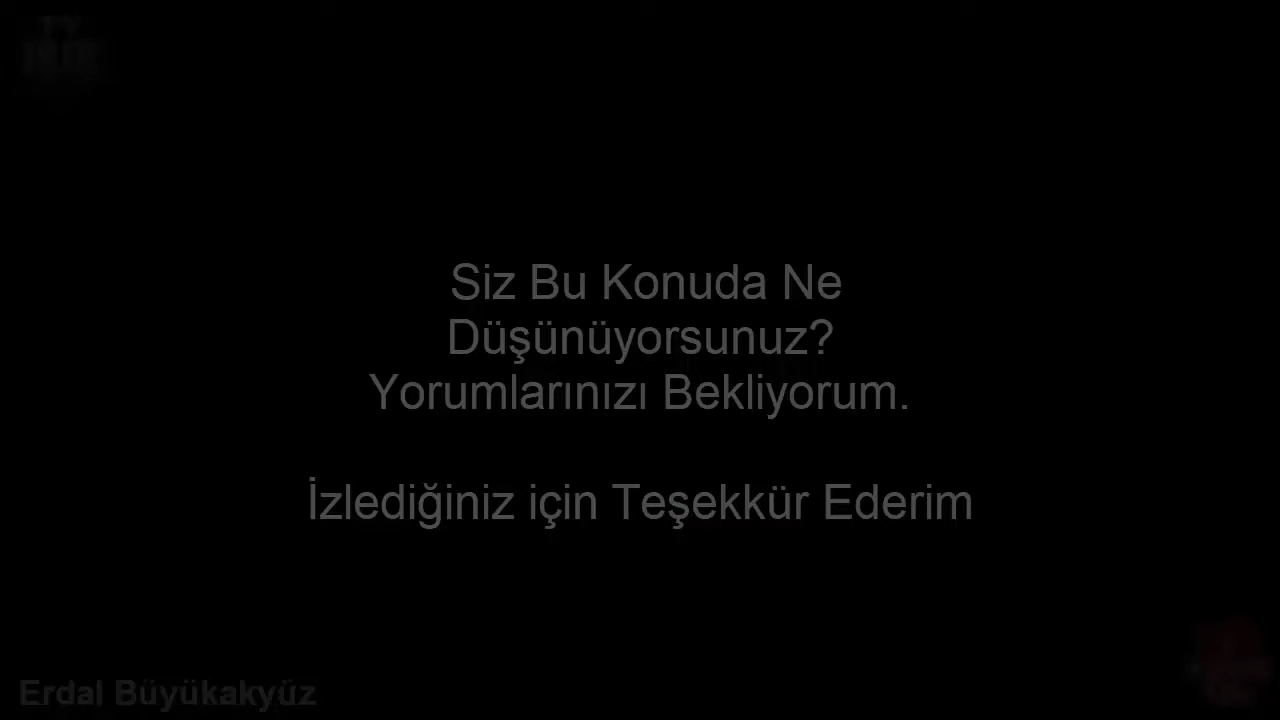 Siz Bu Konuda Ne
Düşünüyorsunuz?
Yorumlarınızı Bekliyorum.
İzlediğiniz için Teşekkür Ederim
Erdal Büyükakyüz